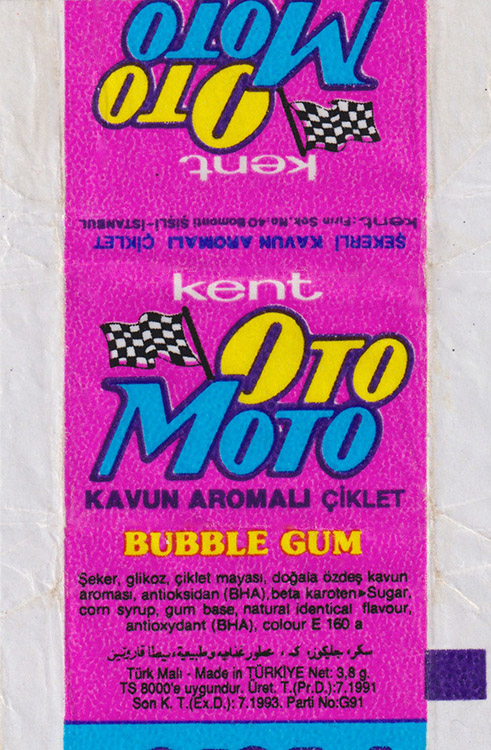 OTO
MOTO
kent
kent: Firın Sok. No. 40 Bomonti ŞİŞLİ-İSTANBUL
ŞEKERLİ KAVUN AROMALI ÇİKLET
kent
OTO
MOTO
KAVUN AROMALI ÇİKLET
BUBBLE GUM
Şeker, glikoz, çiklet mayası, doğala özdeş kavun
aroması, antioksidan (BHA), beta karoten▸Sugar,
corn syrup, gum base, natural identical flavour,
antioxydant (BHA), colour E 160 a
سكر، جليكوز،
Türk Malı - Made in TÜRKİYE Net: 3,8 g.
TS 8000'e uygundur. Üret. T.(Pr.D.):7.1991
Son K. T.(Ex.D.): 7.1993. Parti No:G91